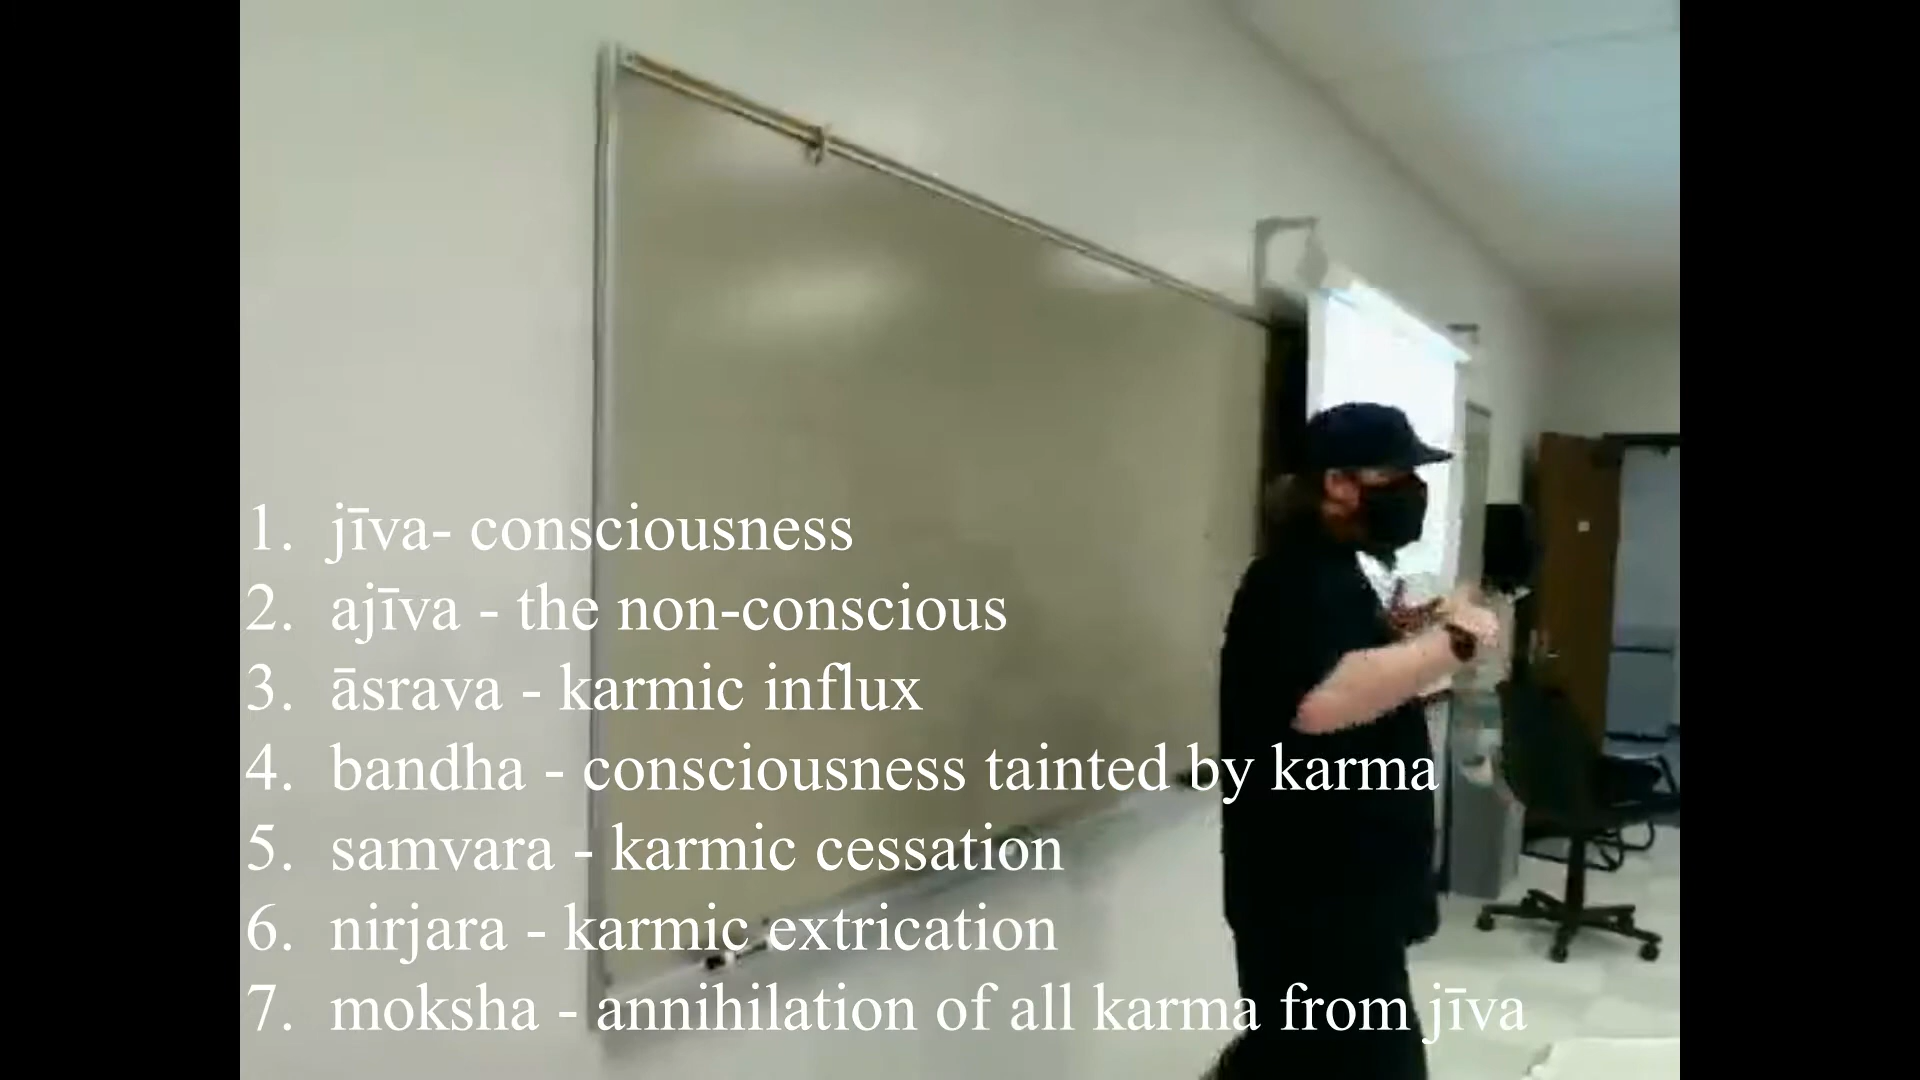 1. jīva- consciousness
2. ajīva - the non-conscious
3. āsrava - karmic influx
4. bandha - consciousness tainted by karma
5. samvara - karmic cessation
6. nirjara - karmic extrication
7. moksha - annihilation of all karma from jīva